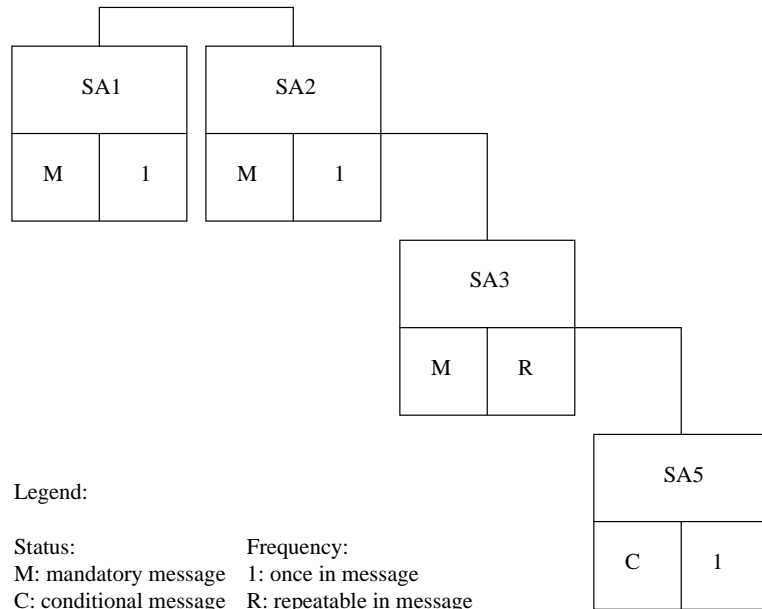 SA1 SA2
M 1 M 1
SA3
M R
SA5
C 1
Legend:
Status: Frequency:
M: mandatory message 1: once in message
C: conditional message R: repeatable in message